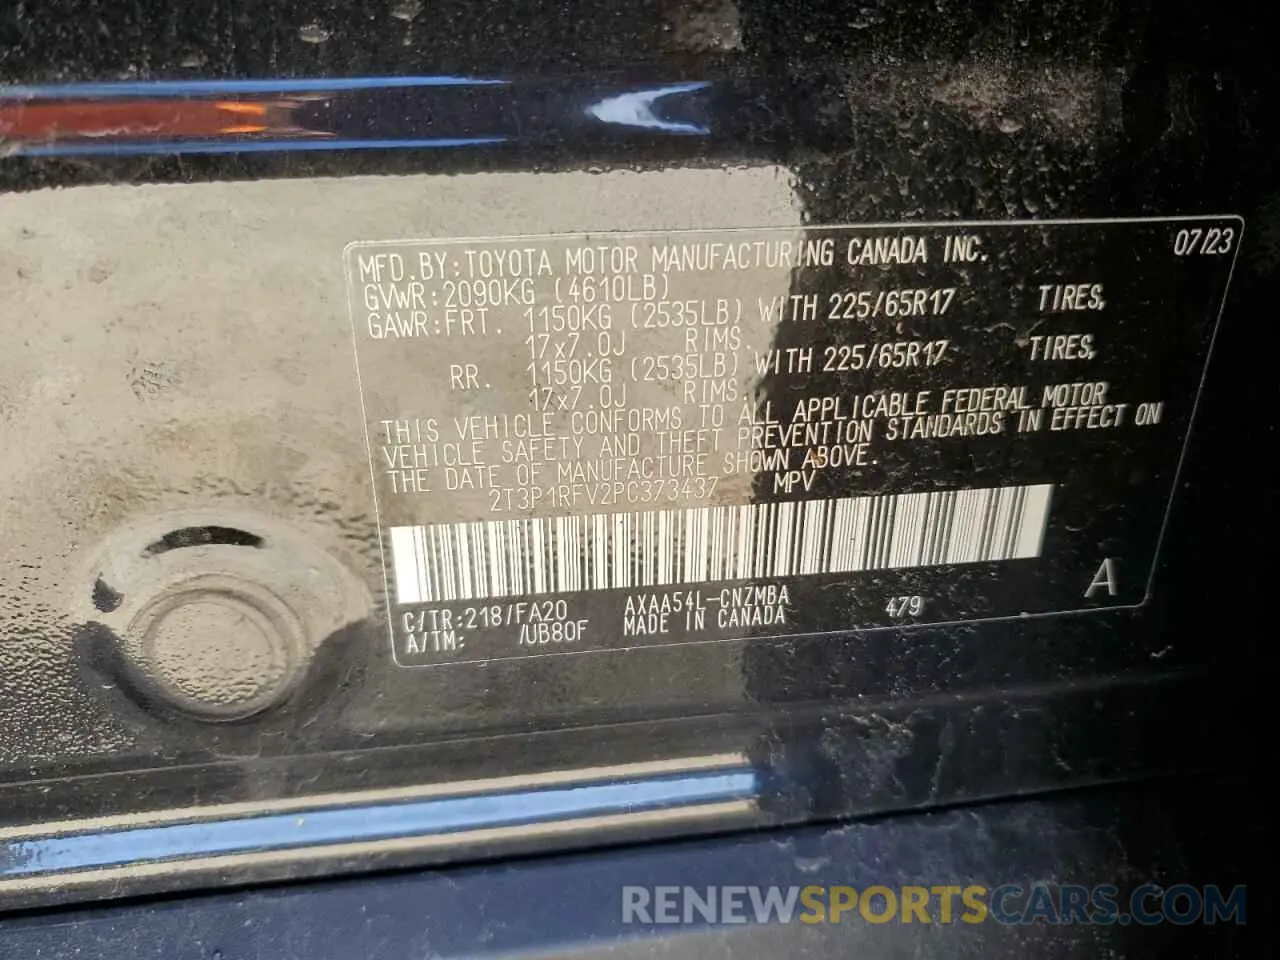 MFD. BY: TOYOTA MOTOR MANUFACTURING CANADA INC. 07/23
GVWR: 2090KG (4610LB)
GAWR: FRT. 1150KG (2535LB) WITH 225/65R17 TIRES,
17x7.0J RIMS.
RR. 1150KG (2535LB) WITH 225/65R17 TIRES,
17x7.0J RIMS.
THIS VEHICLE CONFORMS TO ALL APPLICABLE FEDERAL MOTOR
VEHICLE SAFETY AND THEFT PREVENTION STANDARDS IN EFFECT ON
THE DATE OF MANUFACTURE SHOWN ABOVE.
2T3P1RFV2PC373437 MPV
A
C/TR: 218/FA20 AXAA54L-CNZMBA 479
A/TM: /UB80F MADE IN CANADA
RENEWSPORTSCARS.COM